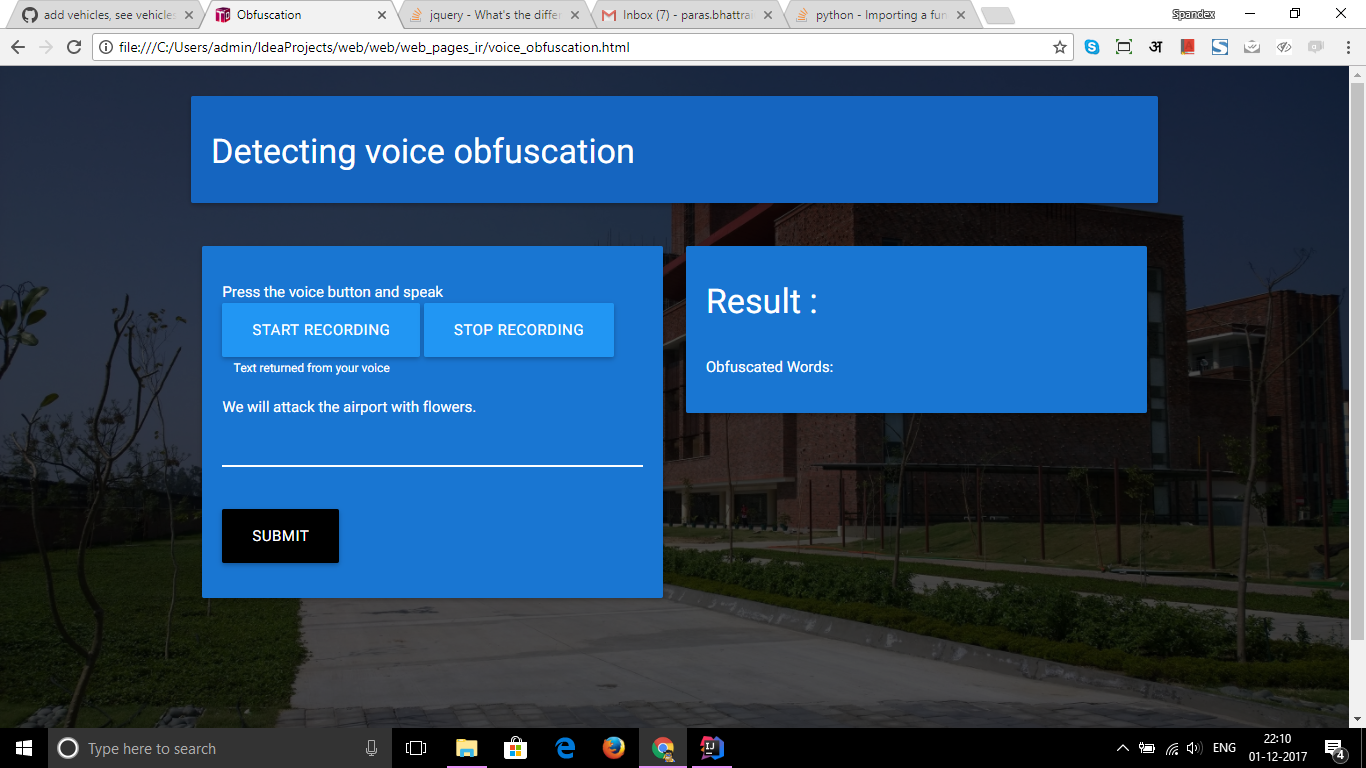 add vehicles, see vehicles
Obfuscation
jquery - What's the differ
Inbox (7) - paras.bhattrai
python - Importing a fun
Spandex
file:///C:/Users/admin/IdeaProjects/web/web/web_pages_ir/voice_obfuscation.html
अ
Detecting voice obfuscation
Press the voice button and speak
START RECORDING STOP RECORDING
Text returned from your voice
We will attack the airport with flowers.
SUBMIT
Result :
Obfuscated Words:
Type here to search
ENG
22:10
01-12-2017
4